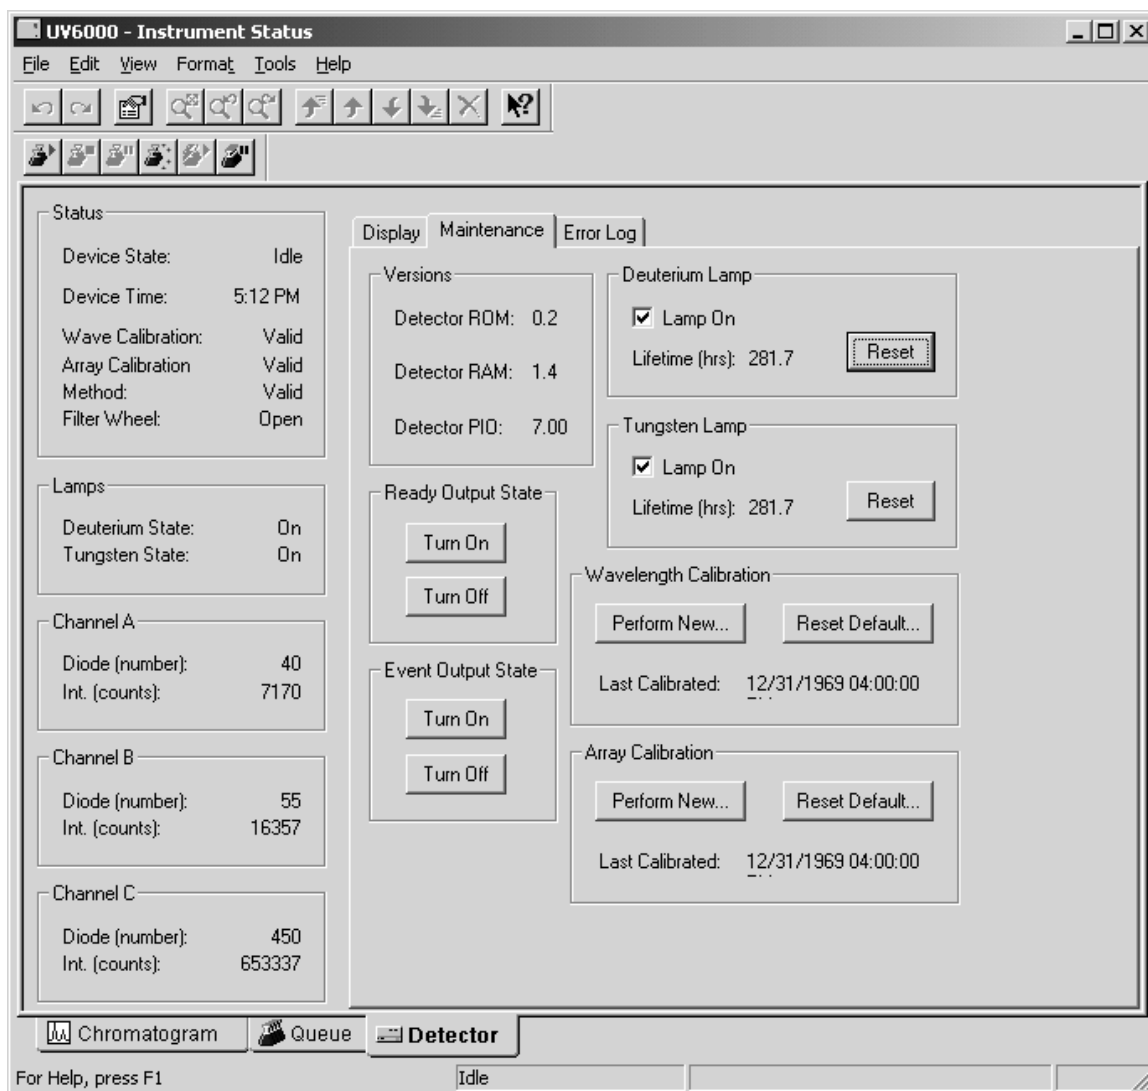 UV6000 - Instrument Status
File Edit View Format Tools Help
Status
Device State: Idle
Device Time: 5:12 PM
Wave Calibration: Valid
Array Calibration Valid
Method: Valid
Filter Wheel: Open
Lamps
Deuterium State: On
Tungsten State: On
Channel A
Diode (number): 40
Int. (counts): 7170
Channel B
Diode (number): 55
Int. (counts): 16357
Channel C
Diode (number): 450
Int. (counts): 653337
Display Maintenance Error Log
Versions
Detector ROM: 0.2
Detector RAM: 1.4
Detector PIO: 7.00
Ready Output State
Turn On
Turn Off
Event Output State
Turn On
Turn Off
Deuterium Lamp
Lamp On
Lifetime (hrs): 281.7 Reset
Tungsten Lamp
Lamp On
Lifetime (hrs): 281.7 Reset
Wavelength Calibration
Perform New... Reset Default...
Last Calibrated: 12/31/1969 04:00:00
Array Calibration
Perform New... Reset Default...
Last Calibrated: 12/31/1969 04:00:00
Chromatogram Queue Detector
For Help, press F1 Idle